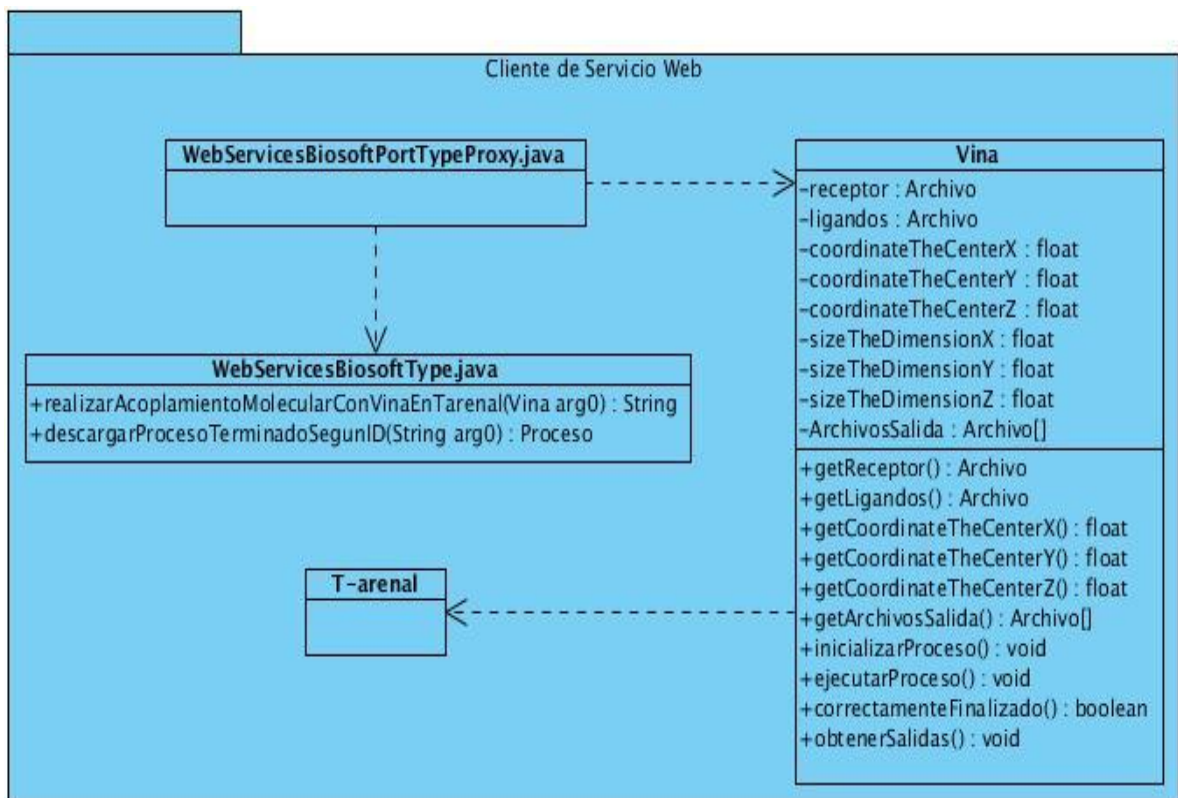 Cliente de Servicio Web
WebServicesBiosoftPortTypeProxy.java
WebServicesBiosoftType.java
+realizarAcoplamientoMolecularConVinaEnTarenal(Vina arg0) : String
+descargarProcesoTerminadoSegunID(String arg0) : Proceso
T-arenal
Vina
-receptor : Archivo
-ligandos : Archivo
-coordinateTheCenterX : float
-coordinateTheCenterY : float
-coordinateTheCenterZ : float
-sizeTheDimensionX : float
-sizeTheDimensionY : float
-sizeTheDimensionZ : float
-ArchivosSalida : Archivo[]
+getReceptor() : Archivo
+getLigandos() : Archivo
+getCoordinateTheCenterX() : float
+getCoordinateTheCenterY() : float
+getCoordinateTheCenterZ() : float
+getArchivosSalida() : Archivo[]
+inicializarProceso() : void
+ejecutarProceso() : void
+correctamenteFinalizado() : boolean
+obtenerSalidas() : void